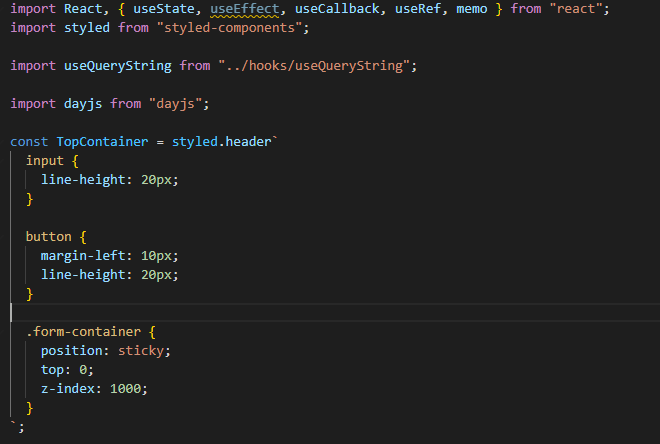 import React, { useState, useEffect, useCallback, useRef, memo } from "react";
import styled from "styled-components";
import useQueryString from "../hooks/useQueryString";
import dayjs from "dayjs";
const TopContainer = styled.header`
  input {
    line-height: 20px;
  }
  button {
    margin-left: 10px;
    line-height: 20px;
  }
  .form-container {
    position: sticky;
    top: 0;
    z-index: 1000;
  }
`;